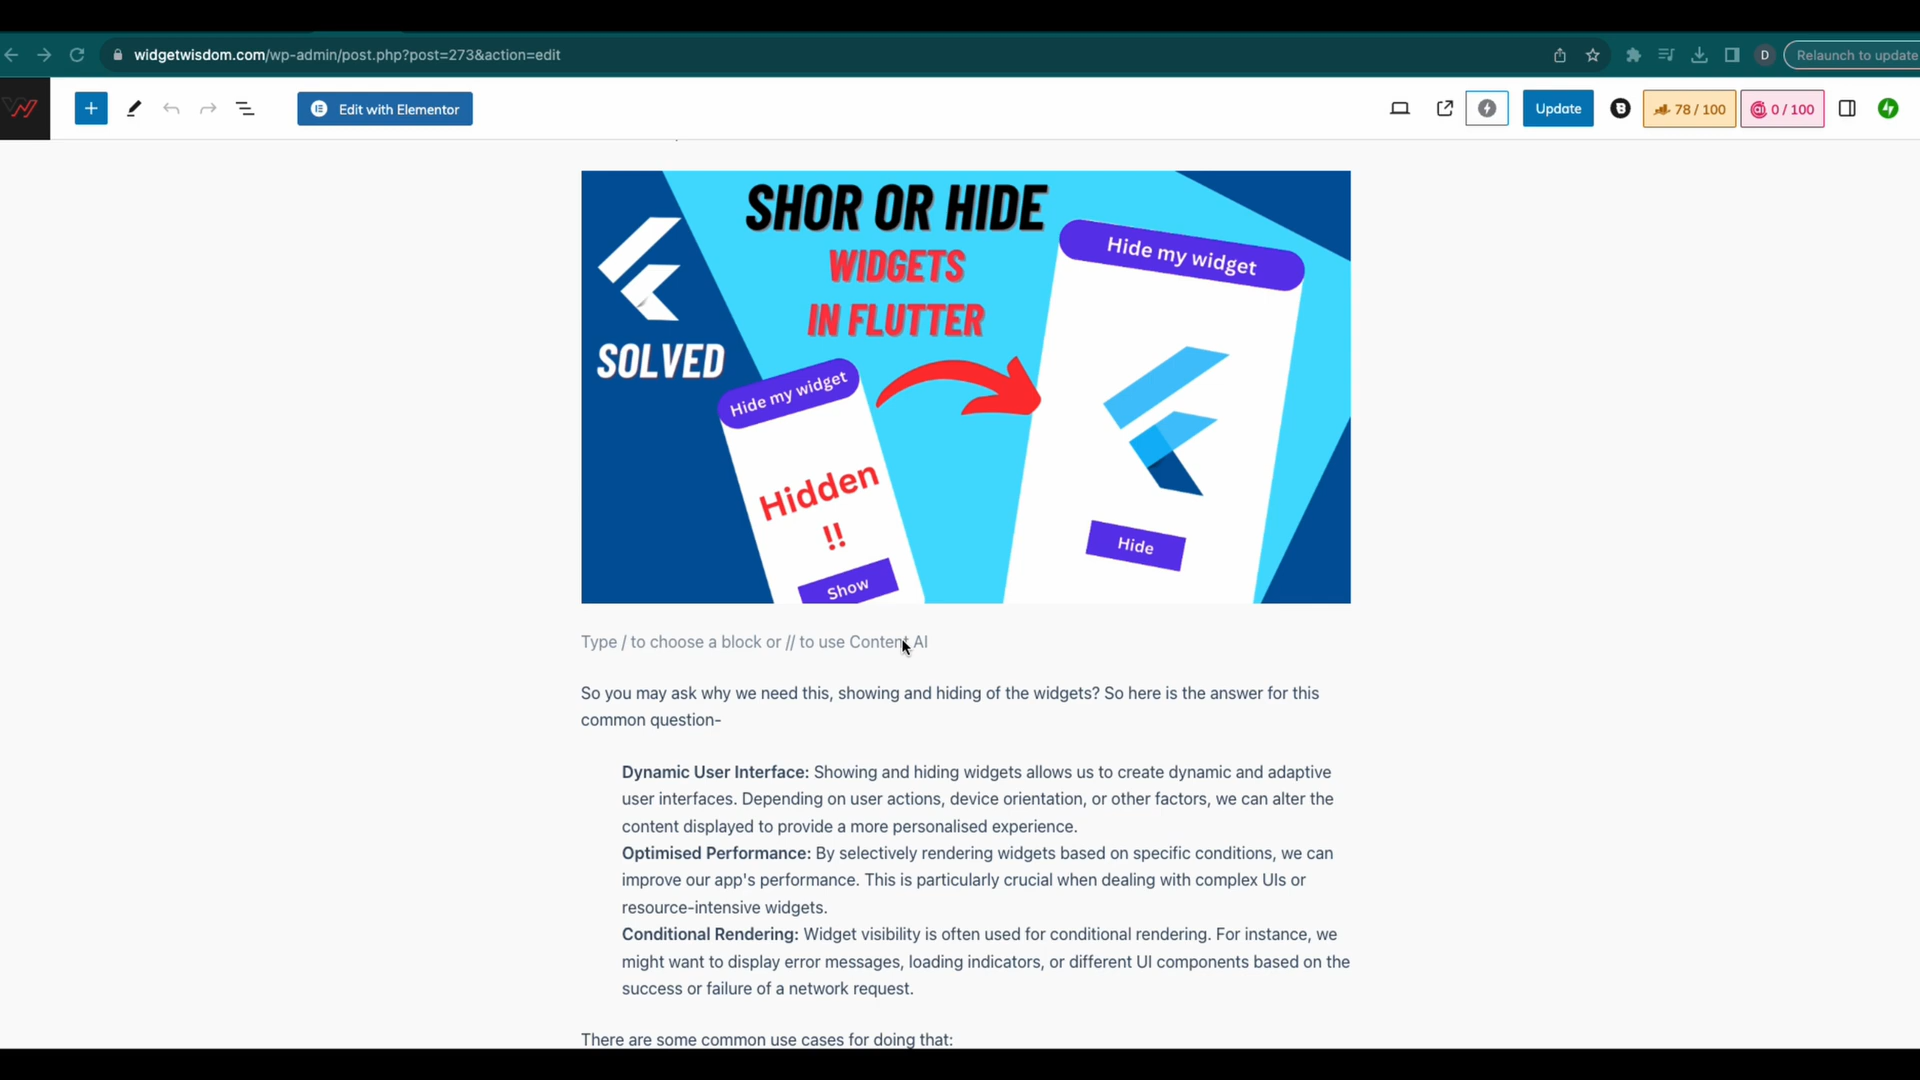 widgetwisdom.com/wp-admin/post.php?post=273&action=edit
D
Relaunch to update
Edit with Elementor
Update
B
78 / 100
0 / 100
SHOR OR HIDE
WIDGETS
IN FLUTTER
SOLVED
Hide my widget
Hidden
!!
Show
Hide my widget
Hide
Type / to choose a block or // to use Content AI
So you may ask why we need this, showing and hiding of the widgets? So here is the answer for this
common question-
Dynamic User Interface: Showing and hiding widgets allows us to create dynamic and adaptive
user interfaces. Depending on user actions, device orientation, or other factors, we can alter the
content displayed to provide a more personalised experience.
Optimised Performance: By selectively rendering widgets based on specific conditions, we can
improve our app's performance. This is particularly crucial when dealing with complex UIs or
resource-intensive widgets.
Conditional Rendering: Widget visibility is often used for conditional rendering. For instance, we
might want to display error messages, loading indicators, or different UI components based on the
success or failure of a network request.
There are some common use cases for doing that: